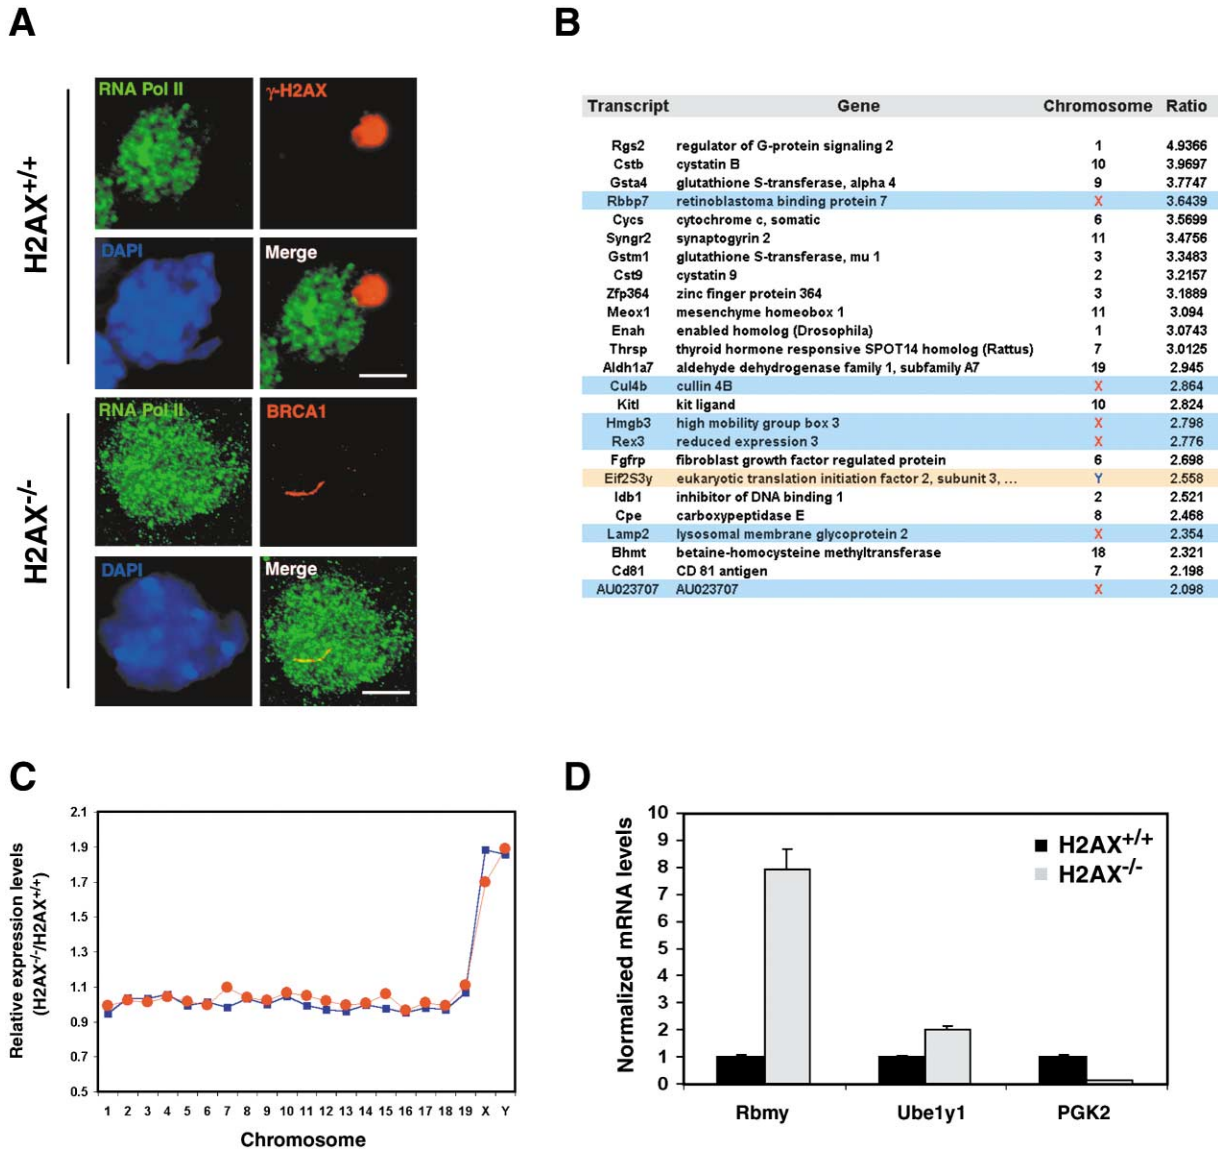 A
H2AX+/+
RNA Pol II
γ-H2AX
DAPI
Merge
H2AX-/-
RNA Pol II
BRCA1
DAPI
Merge
B
Transcript Gene Chromosome Ratio
Rgs2 regulator of G-protein signaling 2 1 4.9366
Cstb cystatin B 10 3.9697
Gsta4 glutathione S-transferase, alpha 4 9 3.7747
Rbbp7 retinoblastoma binding protein 7 X 3.6439
Cycs cytochrome c, somatic 6 3.5699
Syngr2 synaptogyrin 2 11 3.4756
Gstm1 glutathione S-transferase, mu 1 3 3.3483
Cst9 cystatin 9 2 3.2157
Zfp364 zinc finger protein 364 3 3.1889
Meox1 mesenchyme homeobox 1 11 3.094
Enah enabled homolog (Drosophila) 1 3.0743
Thrsp thyroid hormone responsive SPOT14 homolog (Rattus) 7 3.0125
Aldh1a7 aldehyde dehydrogenase family 1, subfamily A7 19 2.945
Cul4b cullin 4B X 2.864
Kitl kit ligand 10 2.824
Hmgb3 high mobility group box 3 X 2.798
Rex3 reduced expression 3 X 2.776
Fgfrp fibroblast growth factor regulated protein 6 2.698
Eif2S3y eukaryotic translation initiation factor 2, subunit 3, ... Y 2.558
Idb1 inhibitor of DNA binding 1 2 2.521
Cpe carboxypeptidase E 8 2.468
Lamp2 lysosomal membrane glycoprotein 2 X 2.354
Bhmt betaine-homocysteine methyltransferase 18 2.321
Cd81 CD 81 antigen 7 2.198
AU023707 AU023707 X 2.098
C
Relative expression levels
(H2AX-/-/H2AX+/+)
2.1
1.9
1.7
1.5
1.3
1.1
0.9
0.7
0.5
1 2 3 4 5 6 7 8 9 10 11 12 13 14 15 16 17 18 19 X Y
Chromosome
D
Normalized mRNA levels
10
9
8
7
6
5
4
3
2
1
0
H2AX+/+
H2AX-/-
Rbmy Ube1y1 PGK2